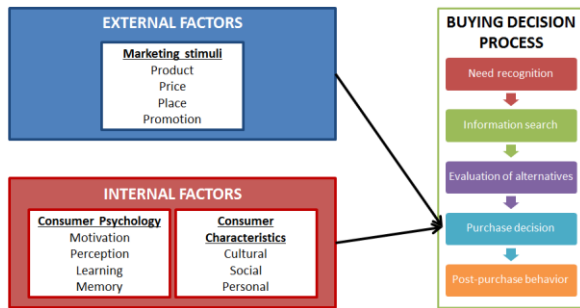 EXTERNAL FACTORS
Marketing stimuli
Product
Price
Place
Promotion
INTERNAL FACTORS
Consumer Psychology
Motivation
Perception
Learning
Memory
Consumer
Characteristics
Cultural
Social
Personal
BUYING DECISION
PROCESS
Need recognition
Information search
Evaluation of alternatives
Purchase decision
Post-purchase behavior